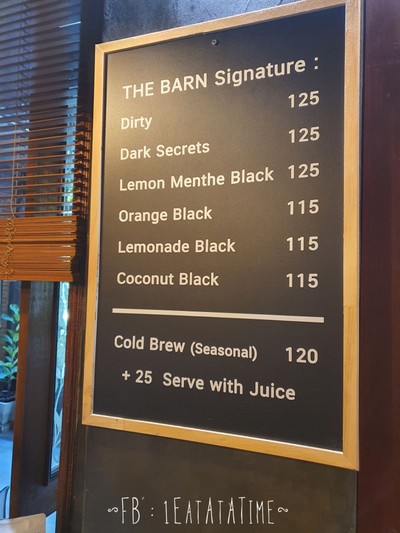 THE BARN Signature :
Dirty 125
Dark Secrets 125
Lemon Menthe Black 125
Orange Black 115
Lemonade Black 115
Coconut Black 115
Cold Brew (Seasonal) 120
+ 25 Serve with Juice
~FB' : 1EATATATIME~